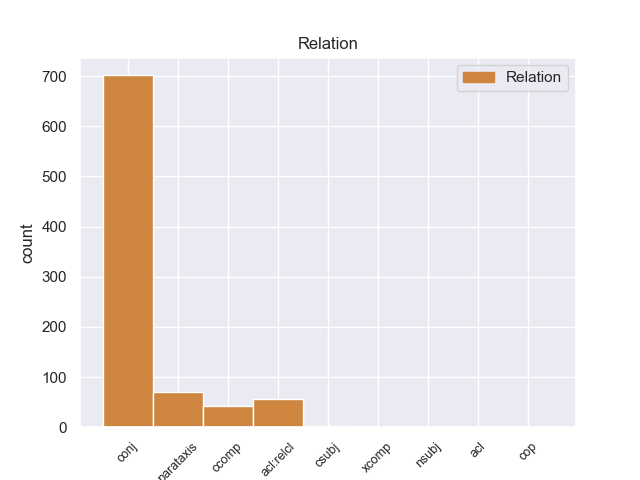 Relation
Relation
count
700
600
500
400
300
200
100
0
conj
parataxis
ccomp
acl:relcl
csubj
xcomp
nsubj
acl
cop